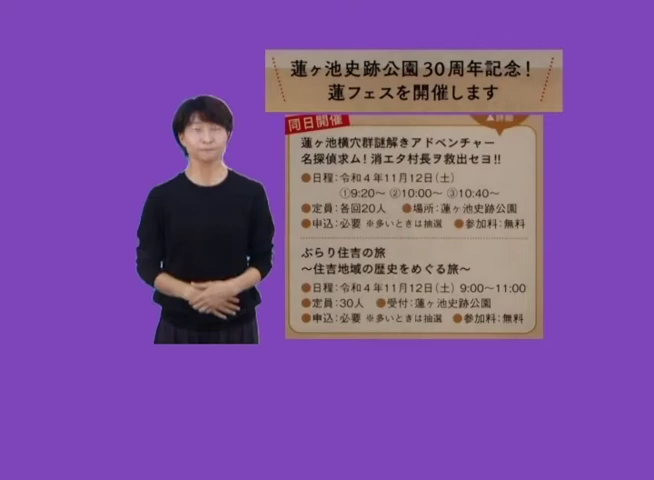 蓮ヶ池史跡公園30周年記念!
蓮フェスを開催します
同日開催
▲詳細
蓮ヶ池横穴群謎解きアドベンチャー
名探偵求ム!消エタ村長ヲ救出セヨ!!
●日程:令和4年11月12日(土)
①9:20~ ②10:00~ ③10:40~
●定員:各回20人 ●場所:蓮ヶ池史跡公園
●申込:必要 ※多いときは抽選 ●参加料:無料
ぶらり住吉の旅
~住吉地域の歴史をめぐる旅~
●日程:令和4年11月12日(土) 9:00~11:00
●定員:30人 ●受付:蓮ヶ池史跡公園
●申込:必要 ※多いときは抽選 ●参加料:無料